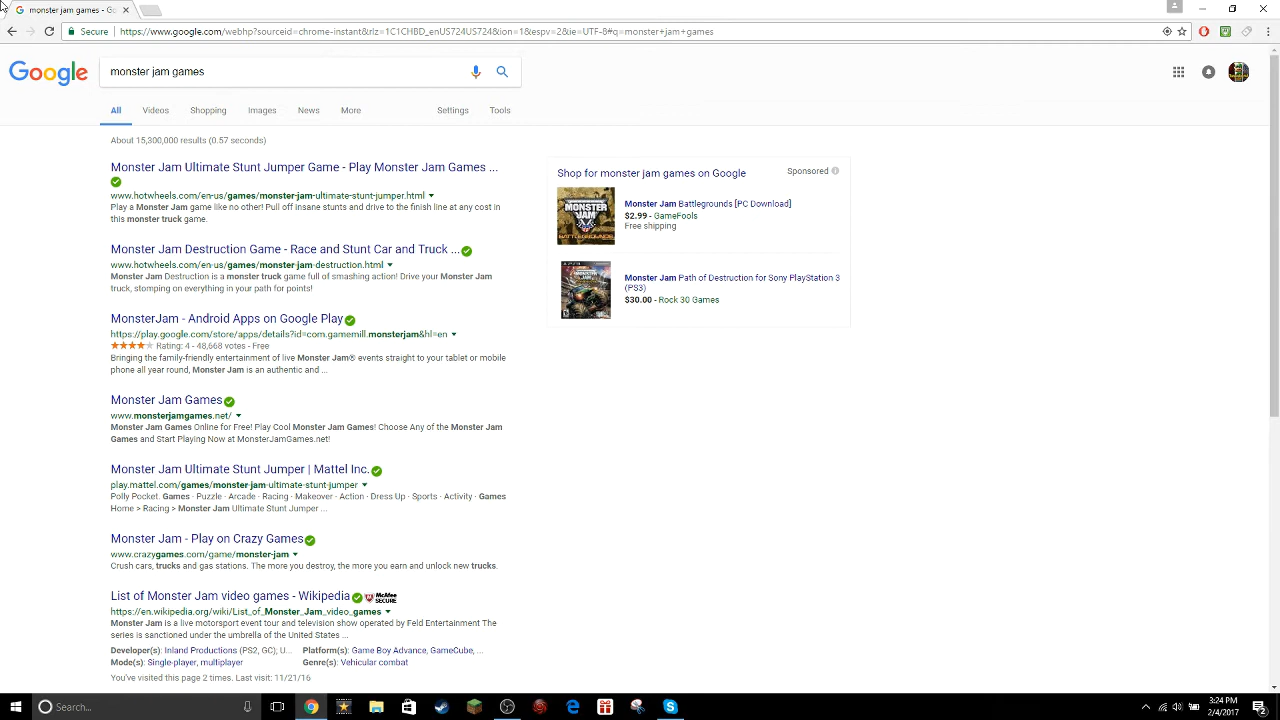 monster jam games - Go
Secure
https://www.google.com/webhp?sourceid=chrome-instant&rlz=1C1CHBD_enUS724US724&ion=1&espv=2&ie=UTF-8#q=monster+jam+games
Google
monster jam games
All Videos Shopping Images News More Settings Tools
About 15,300,000 results (0.57 seconds)
Monster Jam Ultimate Stunt Jumper Game - Play Monster Jam Games ...
www.hotwheels.com/en-us/games/monster-jam-ultimate-stunt-jumper.html
Play a Monster Jam game like no other! Pull off insane stunts and drive to the finish line at any cost in
this monster truck game.
Monster Jam Destruction Game - Race and Stunt Car and Truck ...
www.hotwheels.com/en-us/games/monster-jam-destruction.html
Monster Jam Destruction is a monster truck game full of smashing action! Drive your Monster Jam
truck, stomping on everything in your path for points!
MonsterJam - Android Apps on Google Play
https://play.google.com/store/apps/details?id=com.gamemill.monsterjam&hl=en
Rating: 4 - 48,668 votes - Free
Bringing the family-friendly entertainment of live Monster Jam® events straight to your tablet or mobile
phone all year round, Monster Jam is an authentic and ...
Monster Jam Games
www.monsterjamgames.net/
Monster Jam Games Online for Free! Play Cool Monster Jam Games! Choose Any of the Monster Jam
Games and Start Playing Now at MonsterJamGames.net!
Monster Jam Ultimate Stunt Jumper | Mattel Inc.
play.mattel.com/games/monster-jam-ultimate-stunt-jumper
Polly Pocket. Games · Puzzle · Arcade · Racing · Makeover · Action · Dress Up · Sports · Activity · Games
Home > Racing > Monster Jam Ultimate Stunt Jumper ...
Monster Jam - Play on Crazy Games
www.crazygames.com/game/monster-jam
Crush cars, trucks and gas stations. The more you destroy, the more you earn and unlock new trucks.
List of Monster Jam video games - Wikipedia McAfee SECURE
https://en.wikipedia.org/wiki/List_of_Monster_Jam_video_games
Monster Jam is a live motorsport event tour and television show operated by Feld Entertainment The
series is sanctioned under the umbrella of the United States ...
Developer(s): Inland Productions (PS2, GC), U... Platform(s): Game Boy Advance, GameCube, ...
Mode(s): Single-player, multiplayer Genre(s): Vehicular combat
You've visited this page 2 times. Last visit: 11/21/16
Shop for monster jam games on Google Sponsored
MONSTER
JAM
BATTLEGROUNDS
Monster Jam Battlegrounds [PC Download]
$2.99 - GameFools
Free shipping
Monster Jam Path of Destruction for Sony PlayStation 3
(PS3)
$30.00 - Rock 30 Games
Search...
3:24 PM
2/4/2017